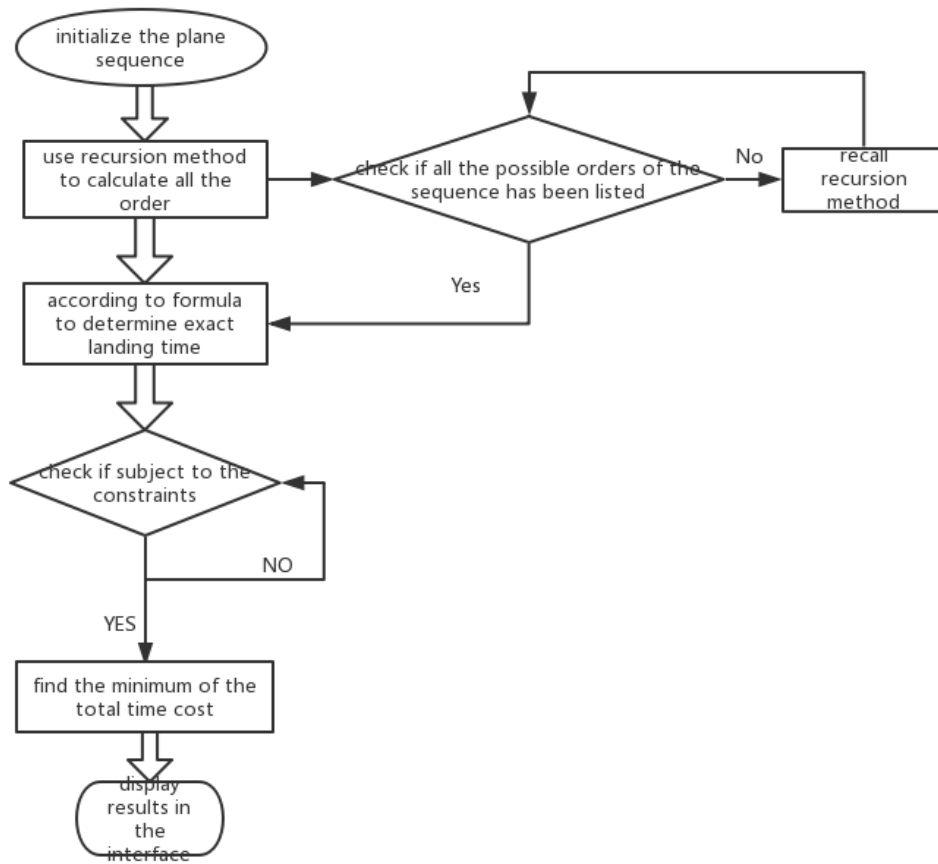 initialize the plane
sequence
use recursion method
to calculate all the
order
check if all the possible orders of the
sequence has been listed
No
recall
recursion
method
Yes
according to formula
to determine exact
landing time
check if subject to the
constraints
NO
YES
find the minimum of the
total time cost
display
results in
the
interface